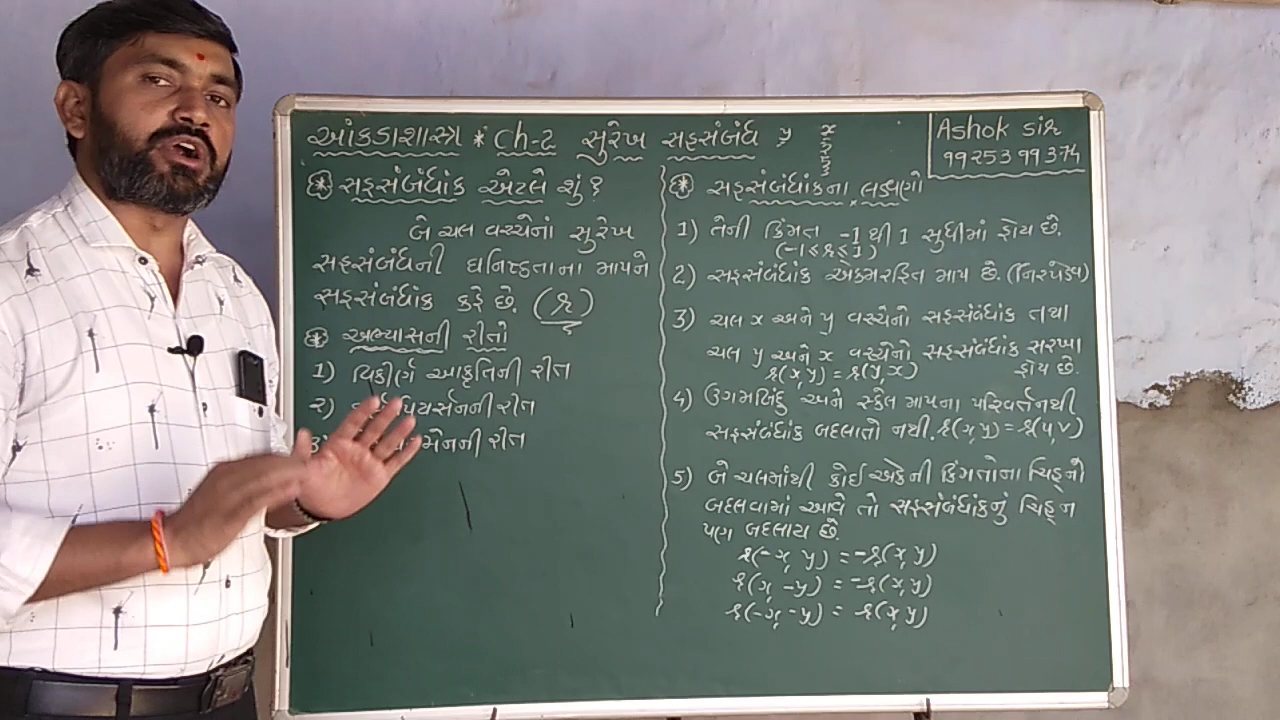 આંકડાશાસ્ત્ર * Ch-2 સુરેખ સહસંબંધ y x
Ashok sir
99253 99374
* સહસંબંધાંક એટલે શું?
બે ચલ વચ્ચેનાં સુરેખ
સહસંબંધની ઘનિષ્ઠતાના માપને
સહસંબંધાંક કહે છે. (r)
* અભ્યાસની રીતો
1) વિકીર્ણ આકૃતિની રીત
2) પિયર્સનની રીત
મેનની રીત
* સહસંબંધાંકના લક્ષણો
1) તેની કિંમત -1 થી 1 સુધીમાં હોય છે.
(-1≤r≤1)
2) સહસંબંધાંક એકમરહિત માપ છે. (નિરપેક્ષ)
3) ચલ x અને y વચ્ચેનો સહસંબંધાંક તથા
ચલ y અને x વચ્ચેનો સહસંબંધાંક સરખા
r(x,y) = r(y,x) હોય છે.
4) ઉગમબિંદુ અને સ્કેલ માપના પરિવર્તનથી
સહસંબંધાંક બદલાતો નથી. r(x,y) = r(u,v)
5) બે ચલમાંથી કોઈ એકની કિંમતોના ચિહ્નો
બદલવામાં આવે તો સહસંબંધાંકનું ચિહ્ન
પણ બદલાય છે.
r(-x, y) = -r(x,y)
r(x, -y) = -r(x,y)
r(-x, -y) = r(x,y)